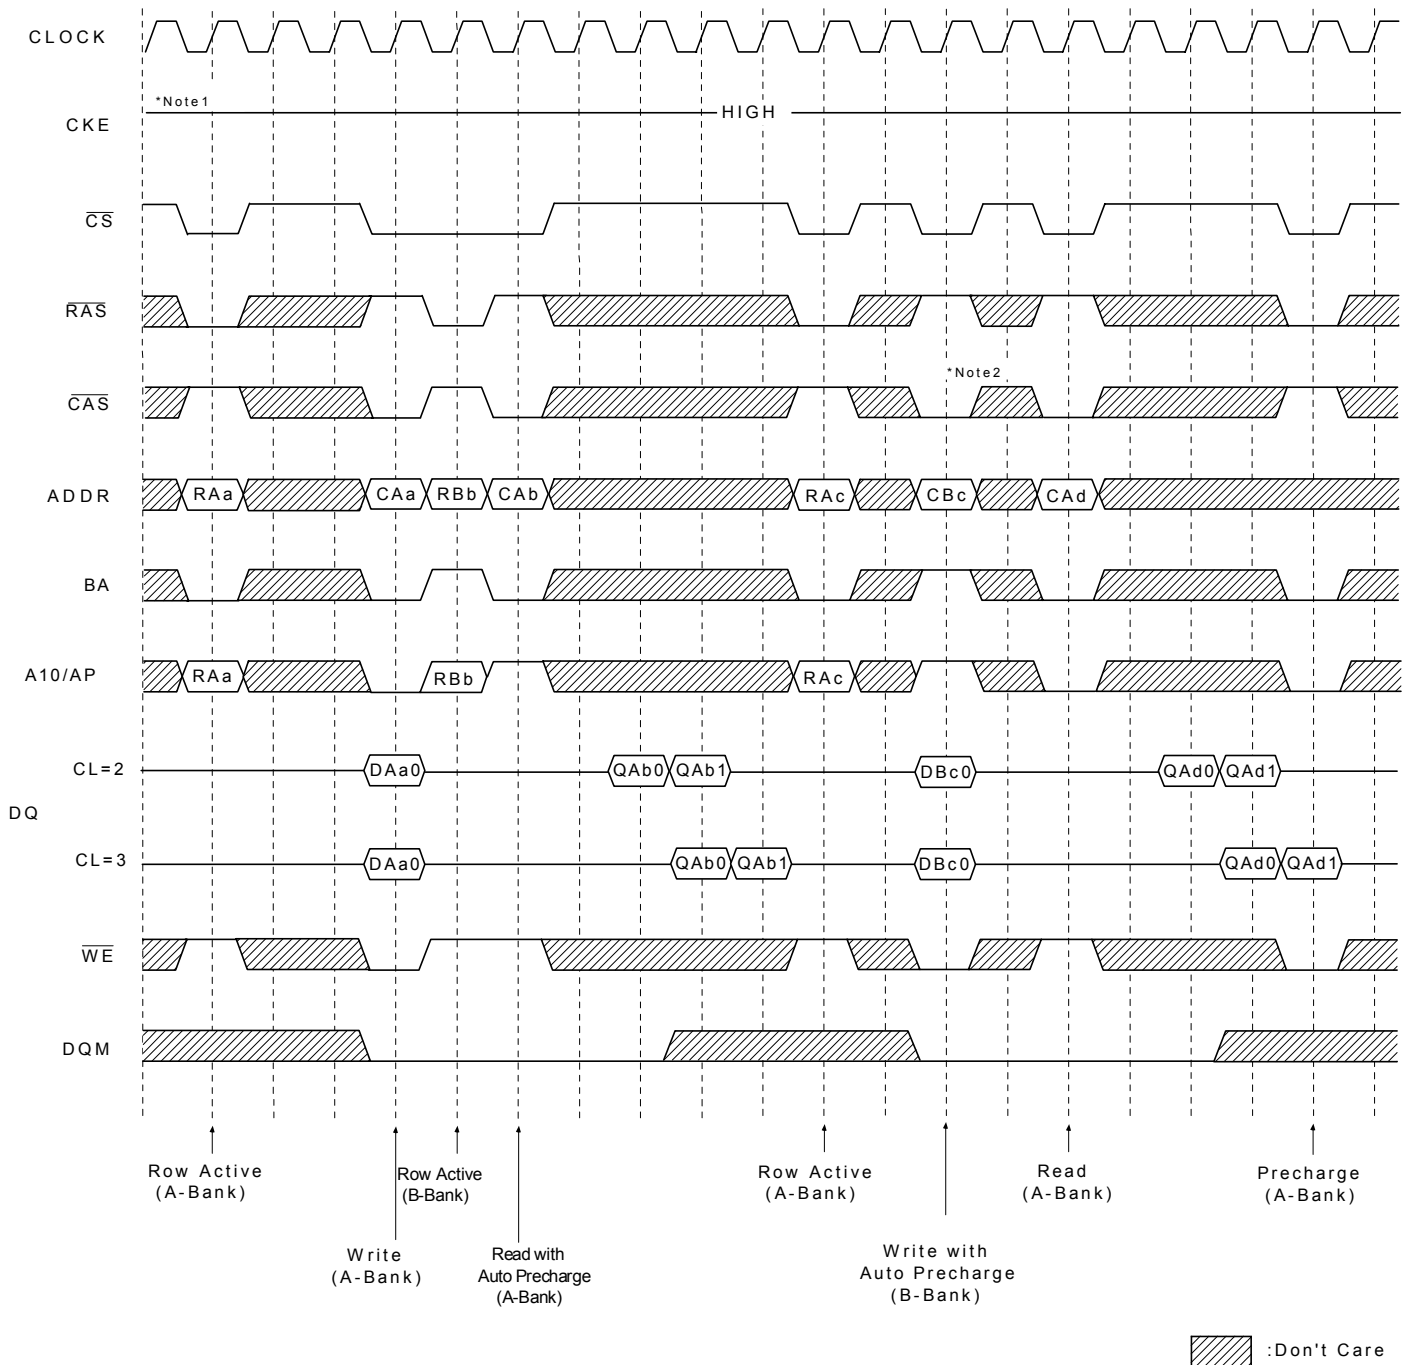 CLOCK
*Note1
HIGH
CKE
CS
RAS
*Note2
CAS
ADDR RAa CAa RBb CAb RAc CBc CAd
BA
A10/AP RAa RBb RAc
CL=2 DAa0 QAb0 QAb1 DBc0 QAd0 QAd1
DQ
CL=3 DAa0 QAb0 QAb1 DBc0 QAd0 QAd1
WE
DQM
Row Active
(A-Bank)
Row Active
(B-Bank)
Row Active
(A-Bank)
Read
(A-Bank)
Precharge
(A-Bank)
Write
(A-Bank)
Read with
Auto Precharge
(A-Bank)
Write with
Auto Precharge
(B-Bank)
:Don't Care